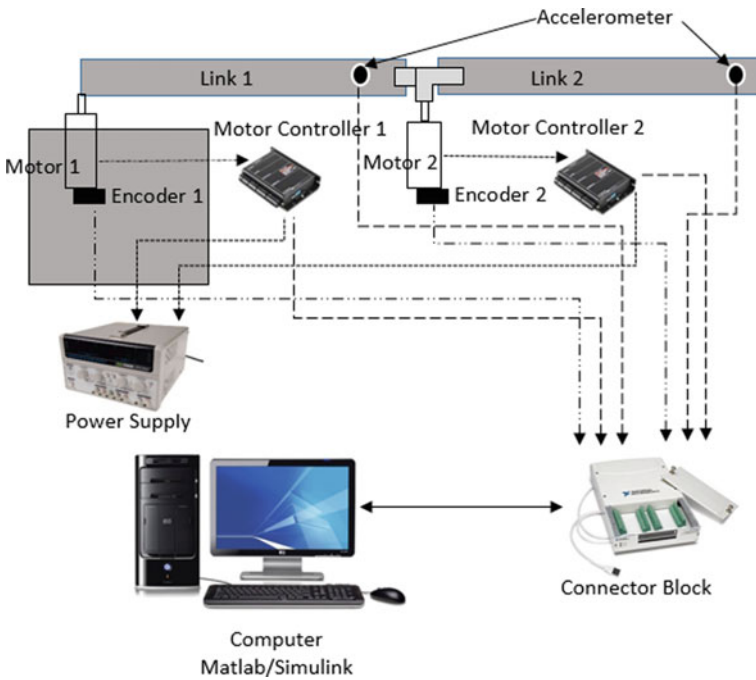 Accelerometer
Link 1
Link 2
Motor Controller 1
Motor Controller 2
Motor 1
Motor 2
Encoder 1
Encoder 2
Power Supply
Connector Block
Computer
Matlab/Simulink